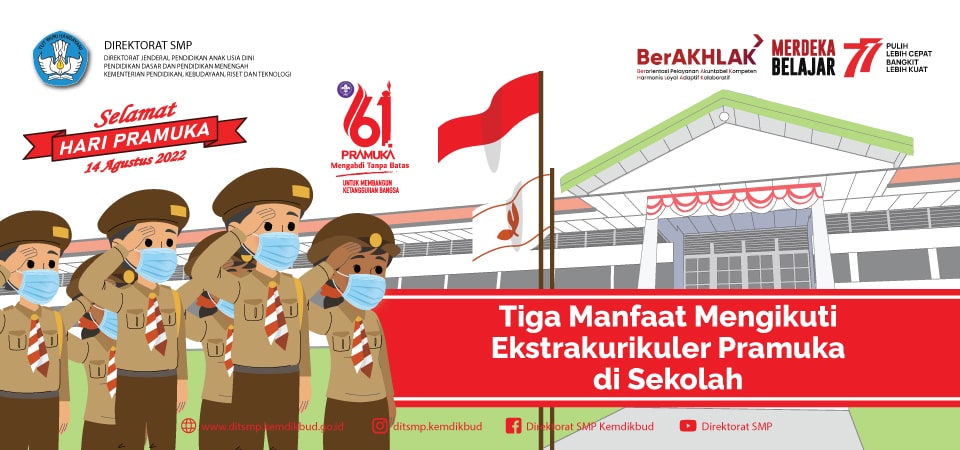 DIREKTORAT SMP
DIREKTORAT JENDERAL PENDIDIKAN ANAK USIA DINI
PENDIDIKAN DASAR DAN PENDIDIKAN MENENGAH
KEMENTERIAN PENDIDIKAN, KEBUDAYAAN, RISET DAN TEKNOLOGI
BerAKHLAK
Berorientasi Pelayanan Akuntabel Kompeten
Harmonis Loyal Adaptif Kolaboratif
MERDEKA
BELAJAR
77
PULIH
LEBIH CEPAT
BANGKIT
LEBIH KUAT
Selamat
HARI PRAMUKA
14 Agustus 2022
61
PRAMUKA
Mengabdi Tanpa Batas
UNTUK MEMBANGUN
KETANGGUHAN BANGSA
Tiga Manfaat Mengikuti
Ekstrakurikuler Pramuka
di Sekolah
www.ditsmp.kemdikbud.go.id
ditsmp.kemdikbud
Direktorat SMP Kemdikbud
Direktorat SMP